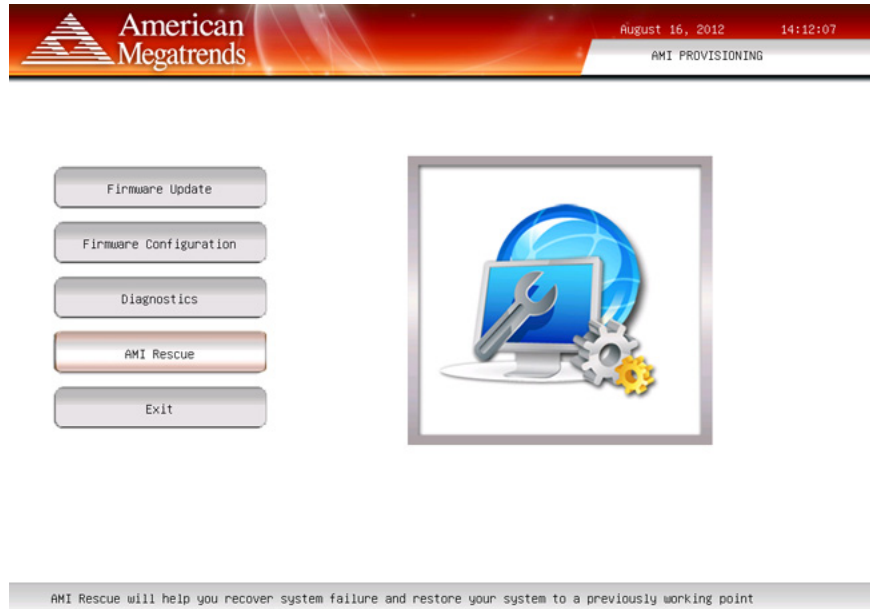 American
Megatrends
August 16, 2012 14:12:07
AMI PROVISIONING
Firmware Update
Firmware Configuration
Diagnostics
AMI Rescue
Exit
AMI Rescue will help you recover system failure and restore your system to a previously working point